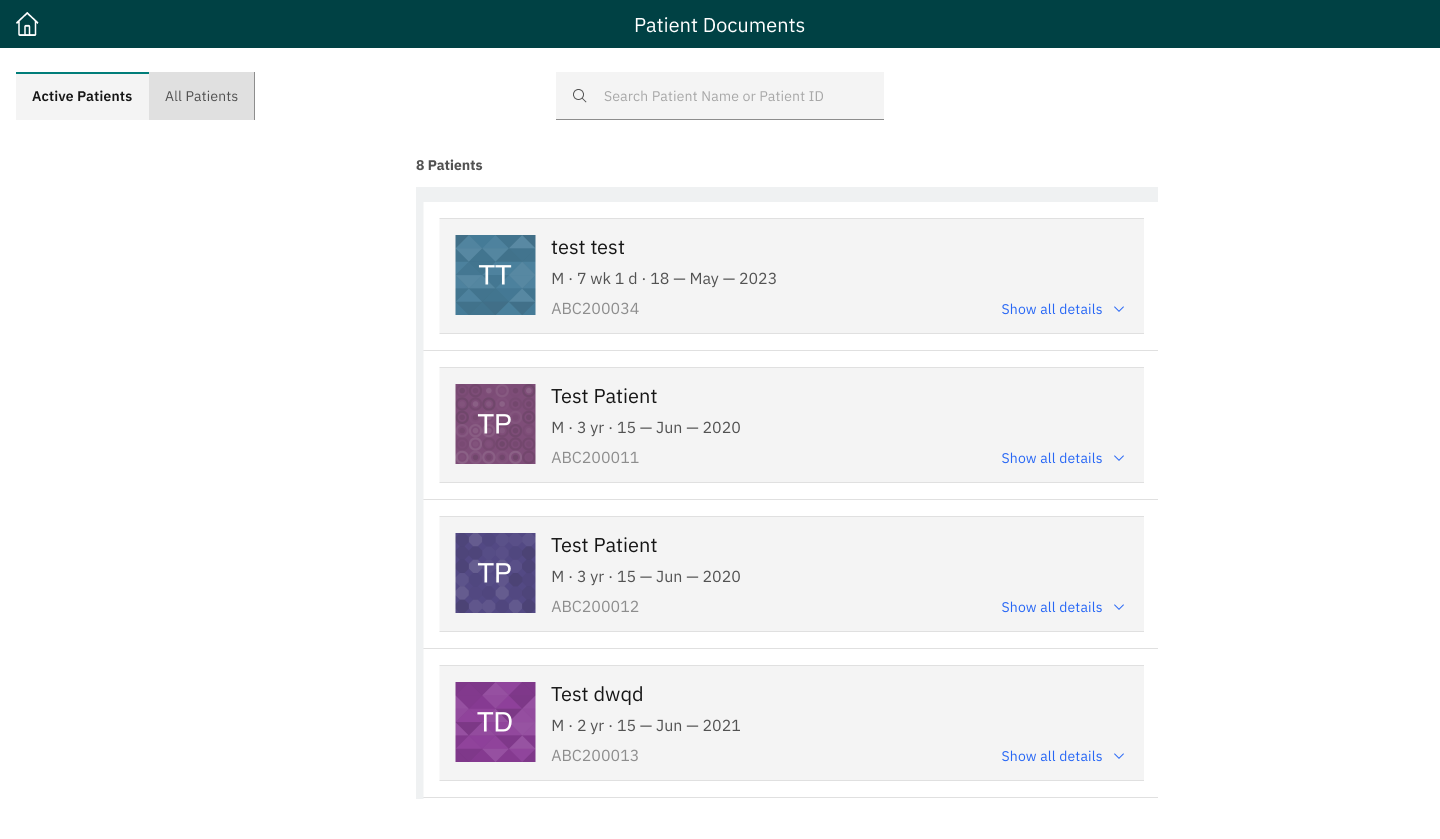 Patient Documents
Active Patients
All Patients
Search Patient Name or Patient ID
8 Patients
TT
test test
M · 7 wk 1 d · 18 — May — 2023
ABC200034
Show all details
TP
Test Patient
M · 3 yr · 15 — Jun — 2020
ABC200011
Show all details
TP
Test Patient
M · 3 yr · 15 — Jun — 2020
ABC200012
Show all details
TD
Test dwqd
M · 2 yr · 15 — Jun — 2021
ABC200013
Show all details